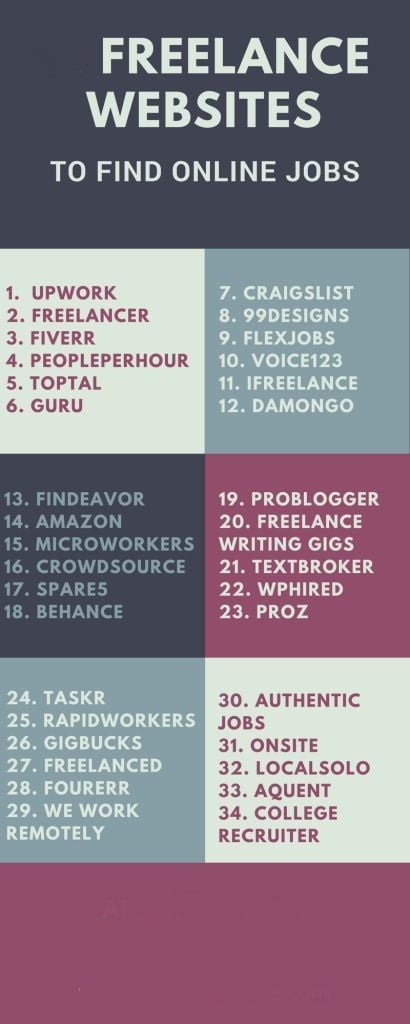 FREELANCE
WEBSITES
TO FIND ONLINE JOBS
1. UPWORK
2. FREELANCER
3. FIVERR
4. PEOPLEPERHOUR
5. TOPTAL
6. GURU
7. CRAIGSLIST
8. 99DESIGNS
9. FLEXJOBS
10. VOICE123
11. IFREELANCE
12. DAMONGO
13. FINDEAVOR
14. AMAZON
15. MICROWORKERS
16. CROWDSOURCE
17. SPARE5
18. BEHANCE
19. PROBLOGGER
20. FREELANCE
WRITING GIGS
21. TEXTBROKER
22. WPHIRED
23. PROZ
24. TASKR
25. RAPIDWORKERS
26. GIGBUCKS
27. FREELANCED
28. FOURERR
29. WE WORK
REMOTELY
30. AUTHENTIC
JOBS
31. ONSITE
32. LOCALSOLO
33. AQUENT
34. COLLEGE
RECRUITER